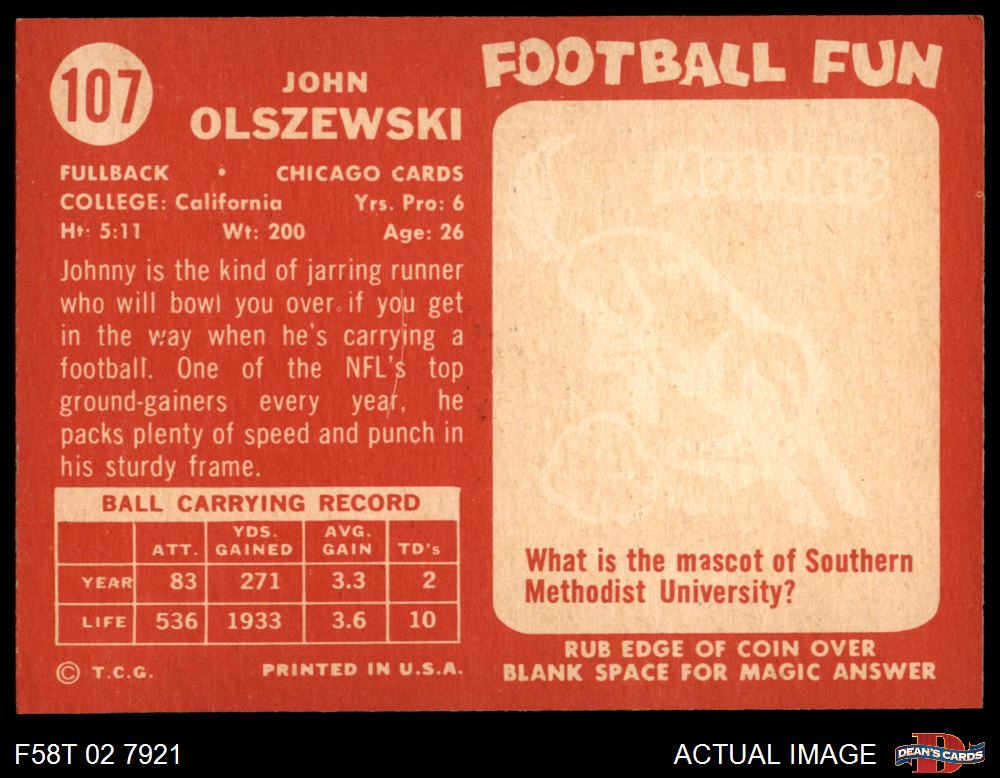 107
JOHN
OLSZEWSKI
FULLBACK • CHICAGO CARDS
COLLEGE: California Yrs. Pro: 6
Ht: 5:11 Wt: 200 Age: 26
Johnny is the kind of jarring runner
who will bowl you over if you get
in the way when he's carrying a
football. One of the NFL's top
ground-gainers every year, he
packs plenty of speed and punch in
his sturdy frame.
BALL CARRYING RECORD
ATT. YDS. GAINED AVG. GAIN TD's
YEAR 83 271 3.3 2
LIFE 536 1933 3.6 10
© T.C.G. PRINTED IN U.S.A.
FOOTBALL FUN
MUSTANGS
What is the mascot of Southern
Methodist University?
RUB EDGE OF COIN OVER
BLANK SPACE FOR MAGIC ANSWER
F58T 02 7921
ACTUAL IMAGE
DEAN'S CARDS